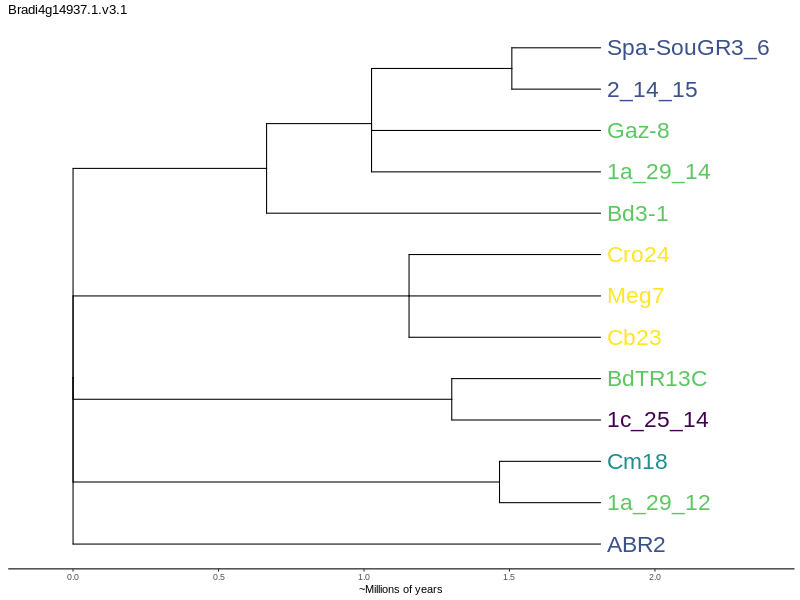 Bradi4g14937.1.v3.1
Spa-SouGR3_6
2_14_15
Gaz-8
1a_29_14
Bd3-1
Cro24
Meg7
Cb23
BdTR13C
1c_25_14
Cm18
1a_29_12
ABR2
0.0 0.5 1.0 1.5 2.0
~Millions of years